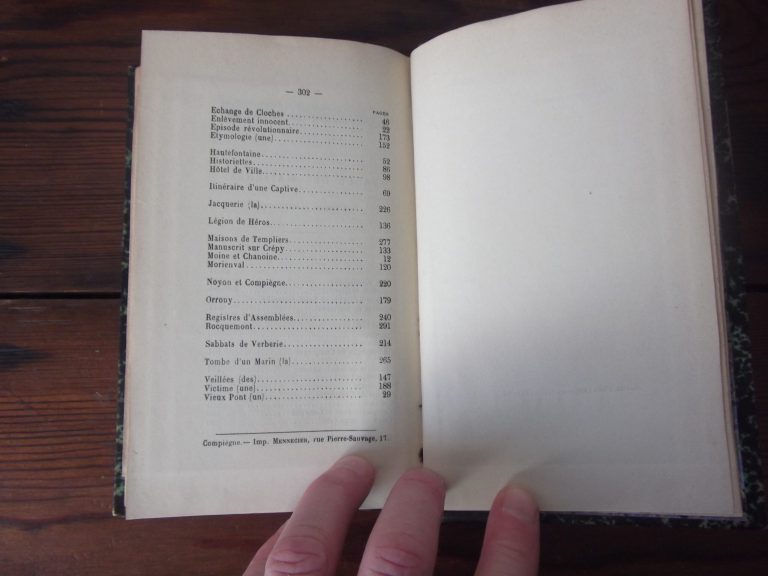 — 302 —
PAGES
Echange de Cloches ........................ 46
Enlèvement innocent........................ 22
Episode révolutionnaire.................... 173
Etymologie (une)........................... 152
Hautefontaine.............................. 52
Historiettes............................... 86
Hôtel de Ville............................. 98
Itinéraire d'une Captive................... 69
Jacquerie (la)............................. 226
Légion de Héros............................ 136
Maisons de Templiers....................... 277
Manuscrit sur Crépy........................ 133
Moine et Chanoine.......................... 12
Morienval.................................. 120
Noyon et Compiègne......................... 220
Orrouy..................................... 179
Registres d'Assemblées..................... 240
Rocquemont................................. 291
Sabbats de Verberie........................ 214
Tombe d'un Marin (la)...................... 265
Veillées (des)............................. 147
Victime (une).............................. 188
Vieux Pont (un)............................ 29
Compiègne. — Imp. MENNECIER, rue Pierre-Sauvage, 17.